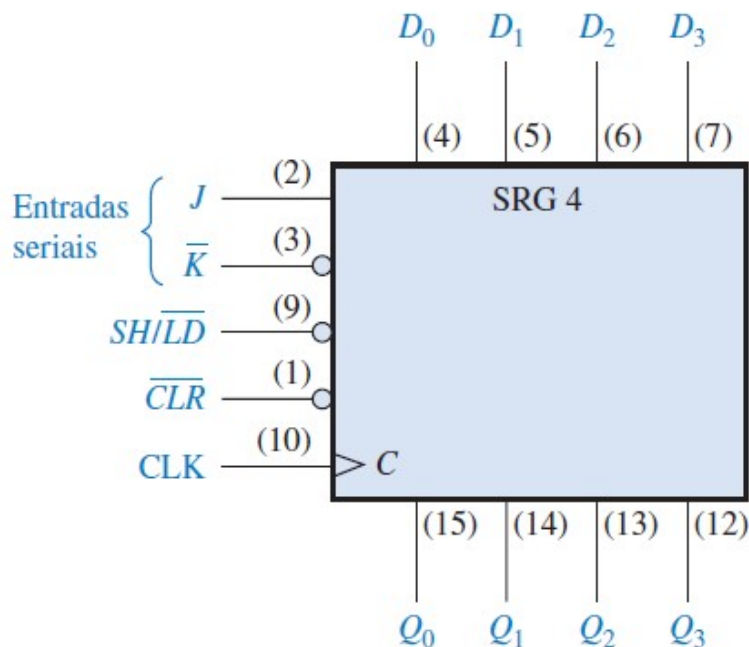 D₀ D₁ D₂ D₃
(4) (5) (6) (7)
SRG 4
Entradas
seriais
J (2)
K̅ (3)
SH/L̅D̅ (9)
C̅L̅R̅ (1)
CLK (10) C
(15) (14) (13) (12)
Q₀ Q₁ Q₂ Q₃